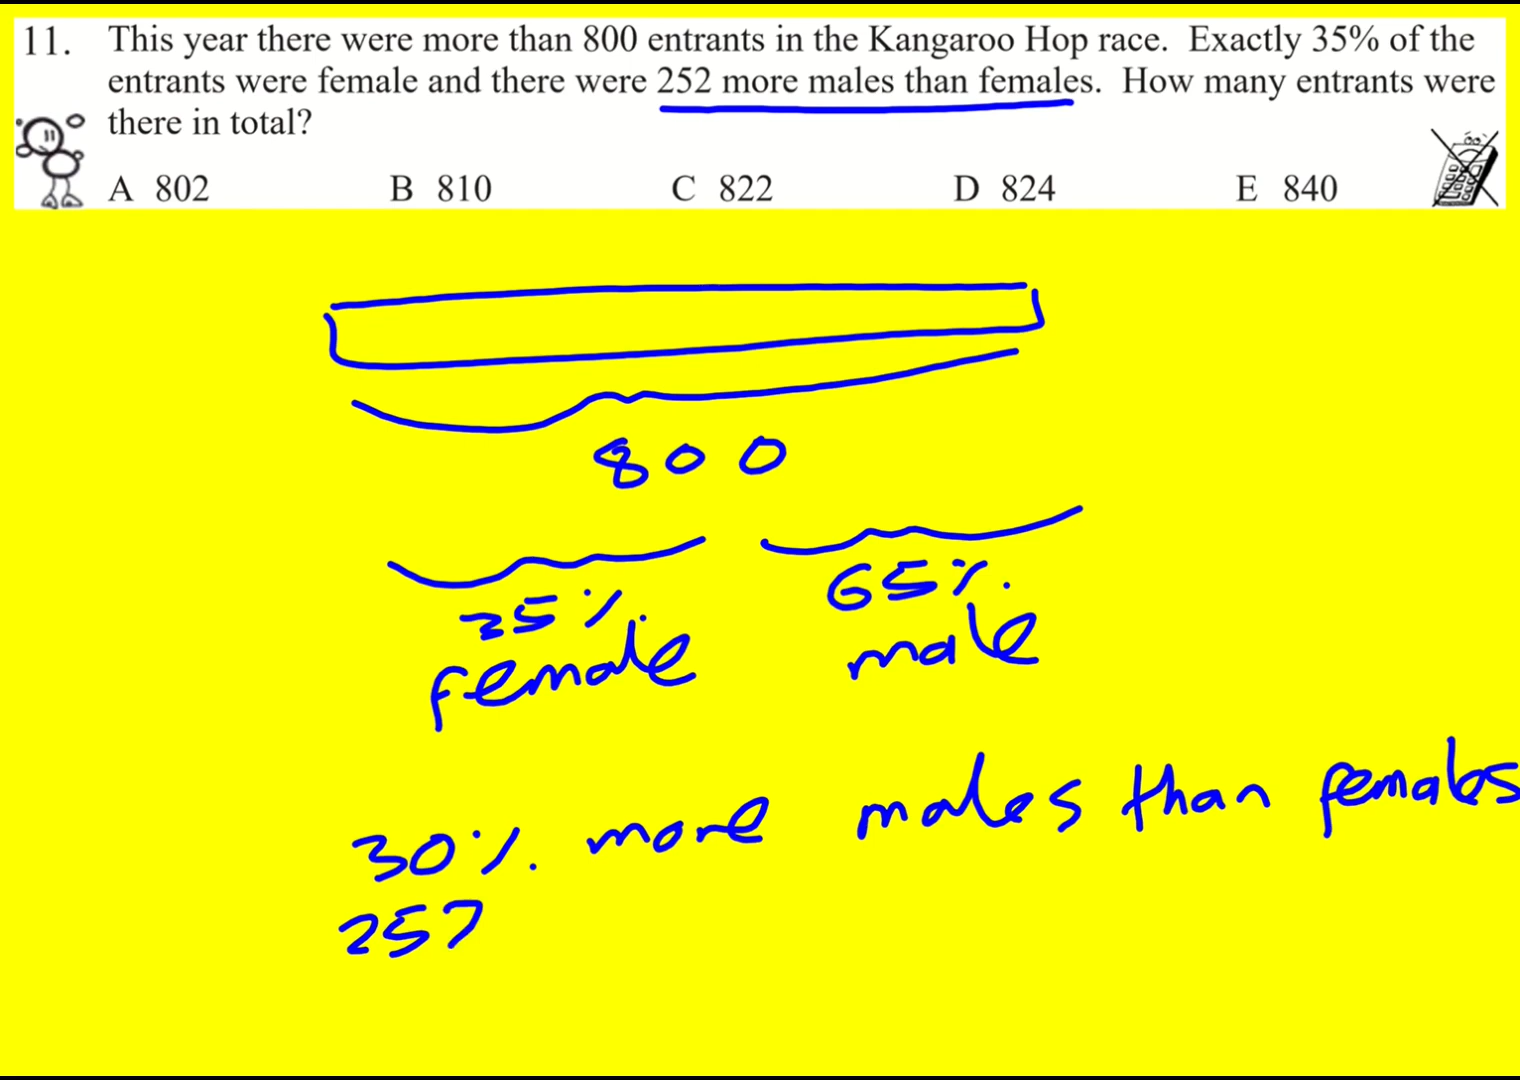 11. This year there were more than 800 entrants in the Kangaroo Hop race. Exactly 35% of the
entrants were female and there were 252 more males than females. How many entrants were
there in total?
A 802 B 810 C 822 D 824 E 840
800
35% 65%.
female male
30%. more males than females
257